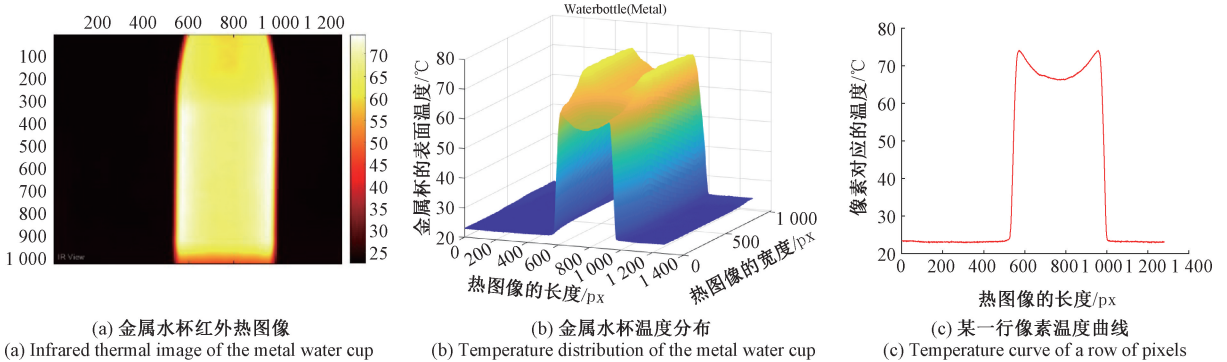 200 400 600 800 1 000 1 200
100
200
300
400
500
600
700
800
900
1 000
IR View
70
65
60
55
50
45
40
35
30
25
(a) 金属水杯红外热图像
(a) Infrared thermal image of the metal water cup
Waterbottle(Metal)
金属杯的表面温度/℃
80
70
60
50
40
30
20
0 200 400 600 800 1 000 1 200 1 400
热图像的长度/px
0 500 1 000
热图像的宽度/px
(b) 金属水杯温度分布
(b) Temperature distribution of the metal water cup
像素对应的温度/℃
80
70
60
50
40
30
20
0 200 400 600 800 1 000 1 200 1 400
热图像的长度/px
(c) 某一行像素温度曲线
(c) Temperature curve of a row of pixels